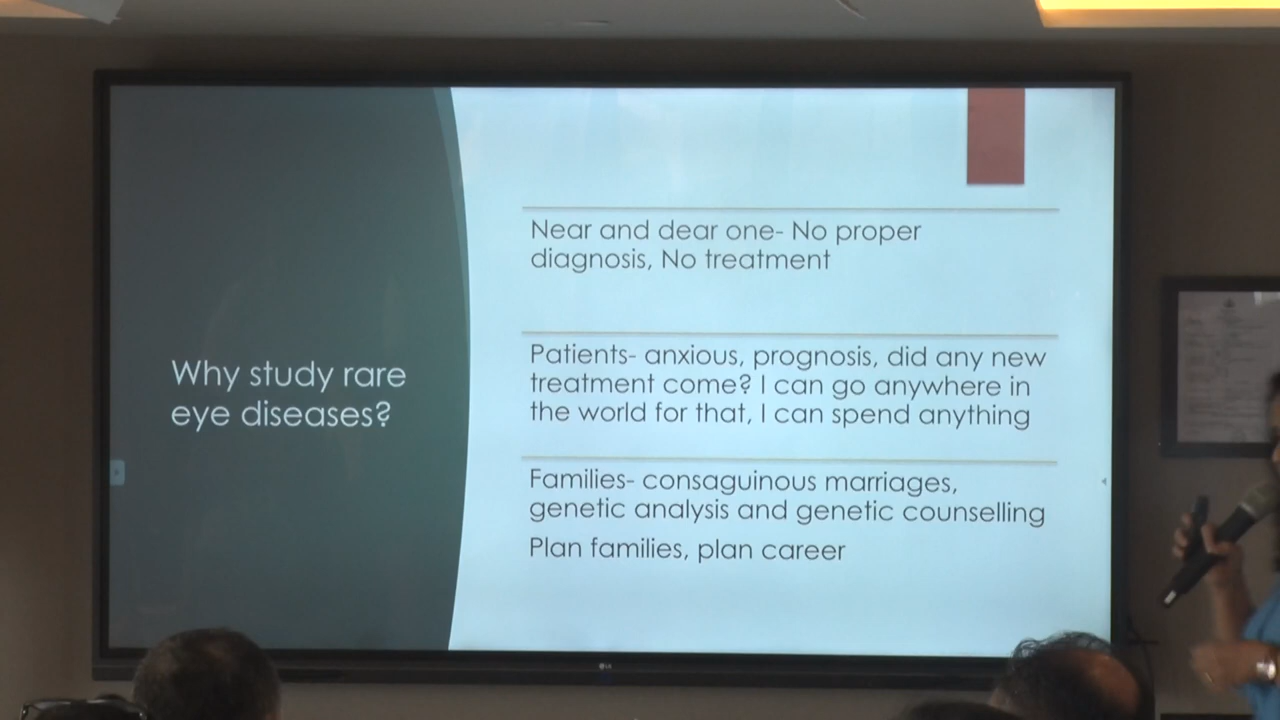 Why study rare
eye diseases?
Near and dear one- No proper
diagnosis, No treatment
Patients- anxious, prognosis, did any new
treatment come? I can go anywhere in
the world for that, I can spend anything
Families- consaguinous marriages,
genetic analysis and genetic counselling
Plan families, plan career
LG